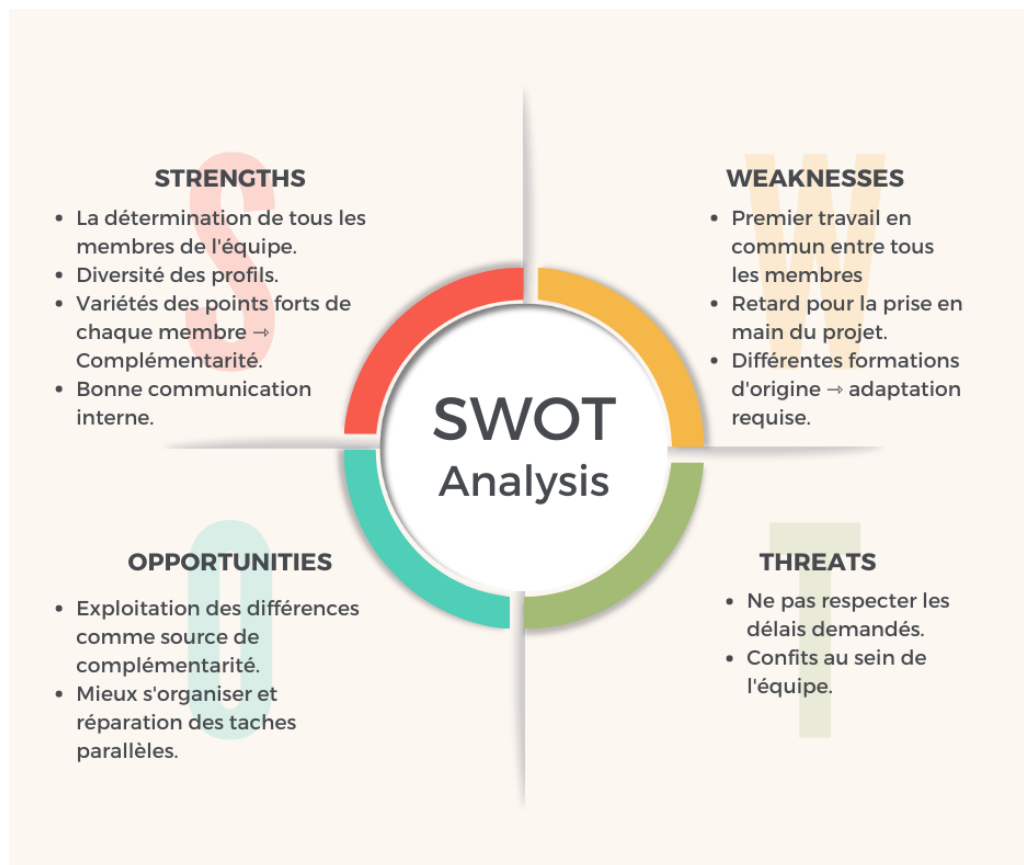 STRENGTHS
• La détermination de tous les
membres de l'équipe.
• Diversité des profils.
• Variétés des points forts de
chaque membre → 
Complémentarité.
• Bonne communication
interne.
WEAKNESSES
• Premier travail en
commun entre tous
les membres
• Retard pour la prise en
main du projet.
• Différentes formations
d'origine → adaptation
requise.
SWOT
Analysis
OPPORTUNITIES
• Exploitation des différences
comme source de
complémentarité.
• Mieux s'organiser et
réparation des taches
parallèles.
THREATS
• Ne pas respecter les
délais demandés.
• Confits au sein de
l'équipe.
S
W
O
T